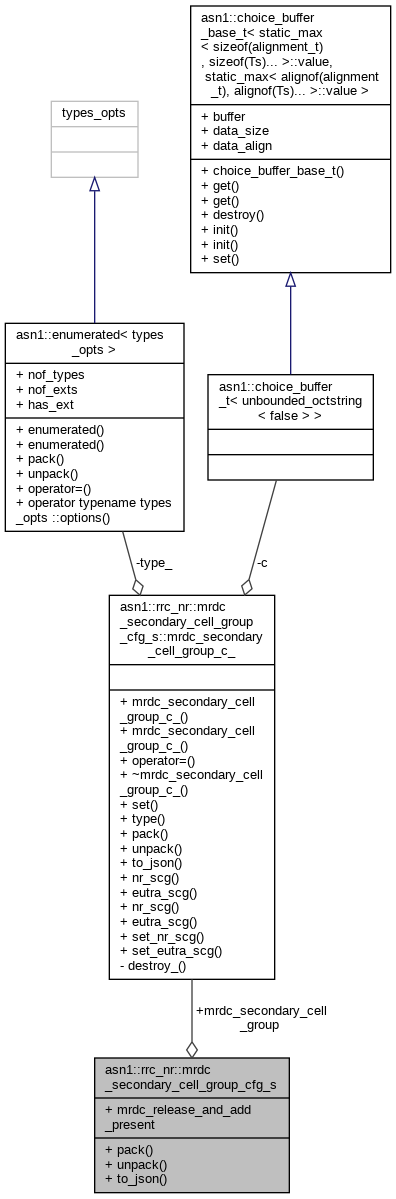 asn1::choice_buffer
_base_t< static_max
< sizeof(alignment_t)
, sizeof(Ts)... >::value,
static_max< alignof(alignment
_t), alignof(Ts)... >::value >
+ buffer
+ data_size
+ data_align
+ choice_buffer_base_t()
+ get()
+ get()
+ destroy()
+ init()
+ init()
+ set()
types_opts
asn1::enumerated< types
_opts >
+ nof_types
+ nof_exts
+ has_ext
+ enumerated()
+ enumerated()
+ pack()
+ unpack()
+ operator=()
+ operator typename types
_opts ::options()
asn1::choice_buffer
_t< unbounded_octstring
< false > >
-type_
-c
asn1::rrc_nr::mrdc
_secondary_cell_group
_cfg_s::mrdc_secondary
_cell_group_c_
+ mrdc_secondary_cell
_group_c_()
+ mrdc_secondary_cell
_group_c_()
+ operator=()
+ ~mrdc_secondary_cell
_group_c_()
+ set()
+ type()
+ pack()
+ unpack()
+ to_json()
+ nr_scg()
+ eutra_scg()
+ nr_scg()
+ eutra_scg()
+ set_nr_scg()
+ set_eutra_scg()
- destroy_()
+mrdc_secondary_cell
_group
asn1::rrc_nr::mrdc
_secondary_cell_group_cfg_s
+ mrdc_release_and_add
_present
+ pack()
+ unpack()
+ to_json()